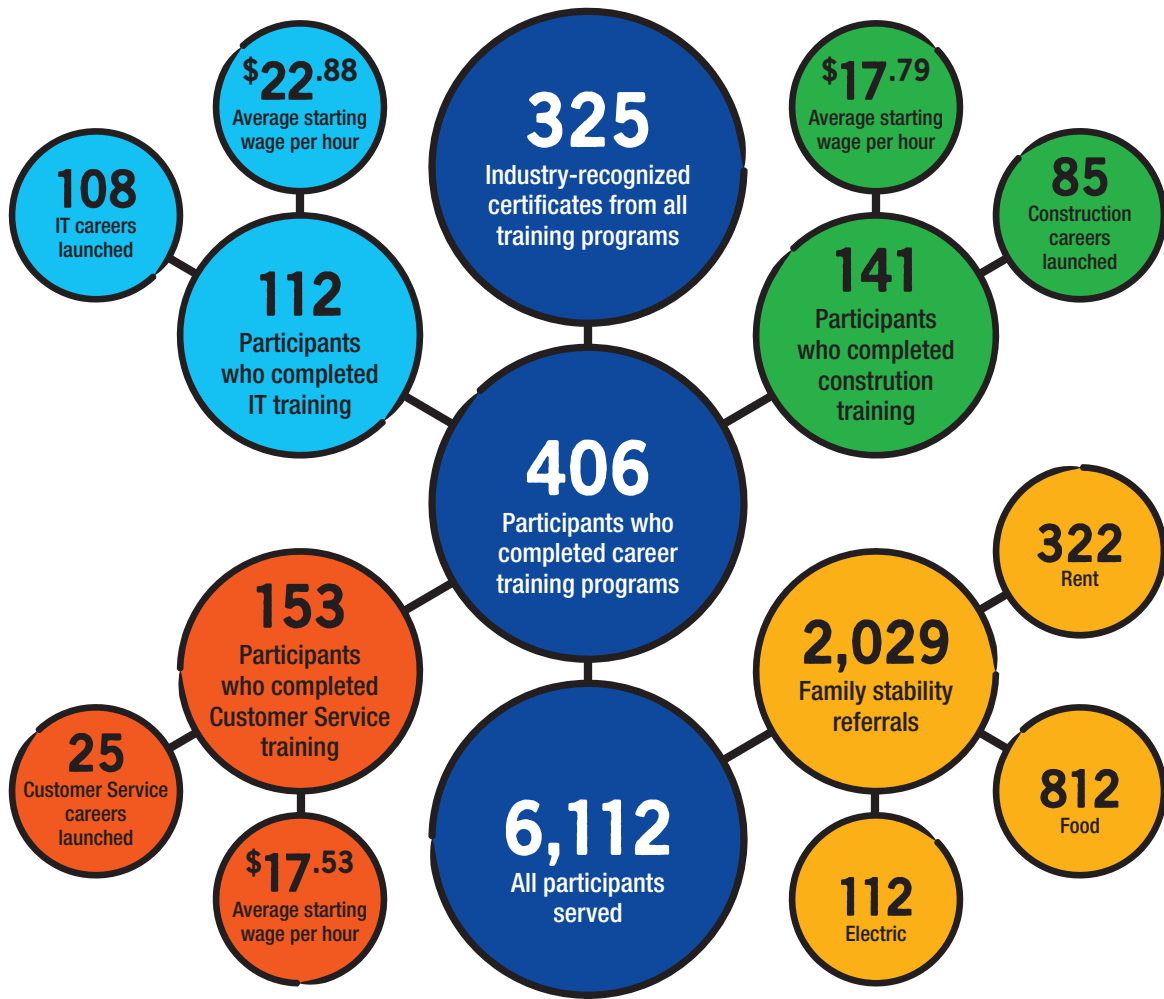 $22.88
Average starting
wage per hour
108
IT careers
launched
112
Participants
who completed
IT training
325
Industry-recognized
certificates from all
training programs
$17.79
Average starting
wage per hour
85
Construction
careers
launched
141
Participants
who completed
constrution
training
406
Participants who
completed career
training programs
153
Participants
who completed
Customer Service
training
25
Customer Service
careers
launched
$17.53
Average starting
wage per hour
6,112
All participants
served
2,029
Family stability
referrals
322
Rent
812
Food
112
Electric